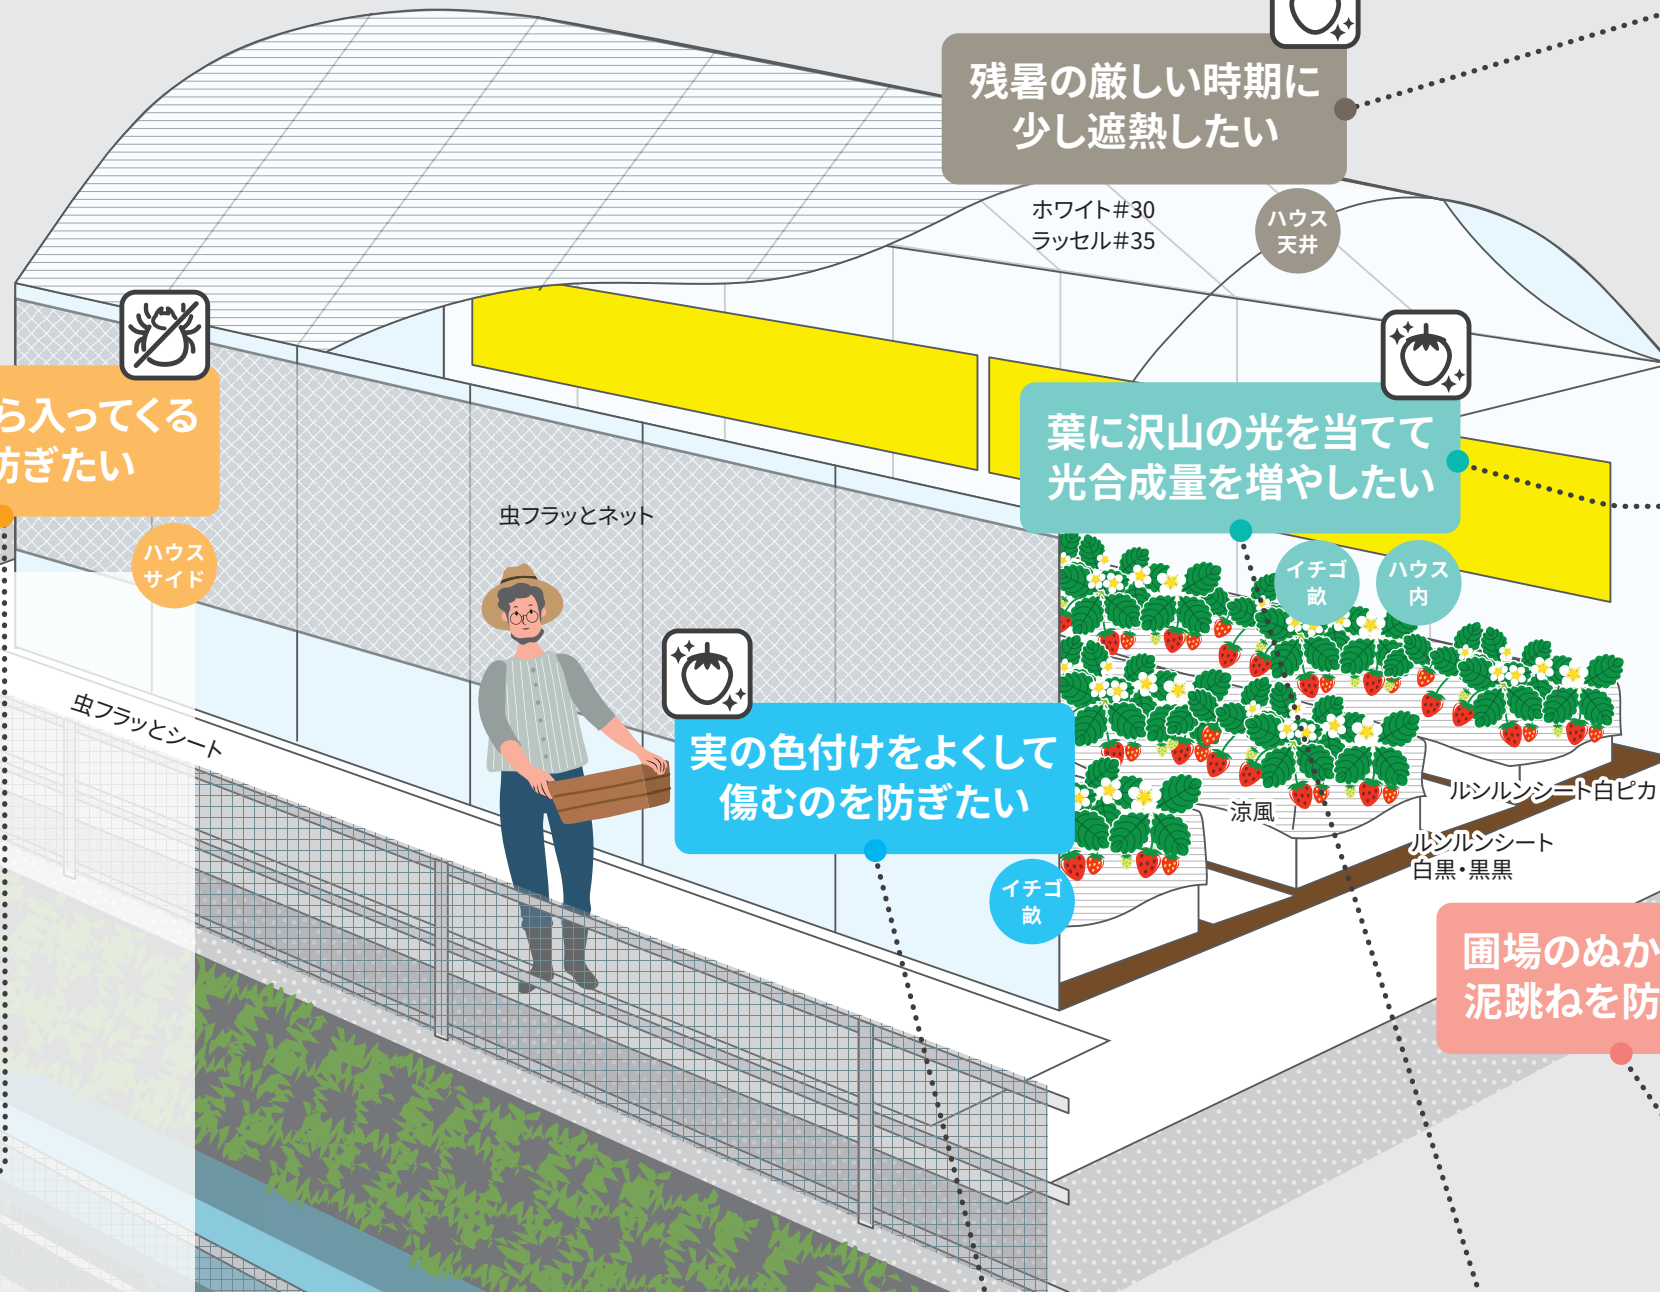 残暑の厳しい時期に
少し遮熱したい
ホワイト#30
ラッセル#35
ハウス
天井
ら入ってくる
防ぎたい
ハウス
サイド
虫フラッとネット
葉に沢山の光を当てて
光合成量を増やしたい
イチゴ
畝
ハウス
内
虫フラッとシート
実の色付けをよくして
傷むのを防ぎたい
イチゴ
畝
涼風
ルンルンシート白ピカ
ルンルンシート
白黒・黒黒
圃場のぬか
泥跳ねを防